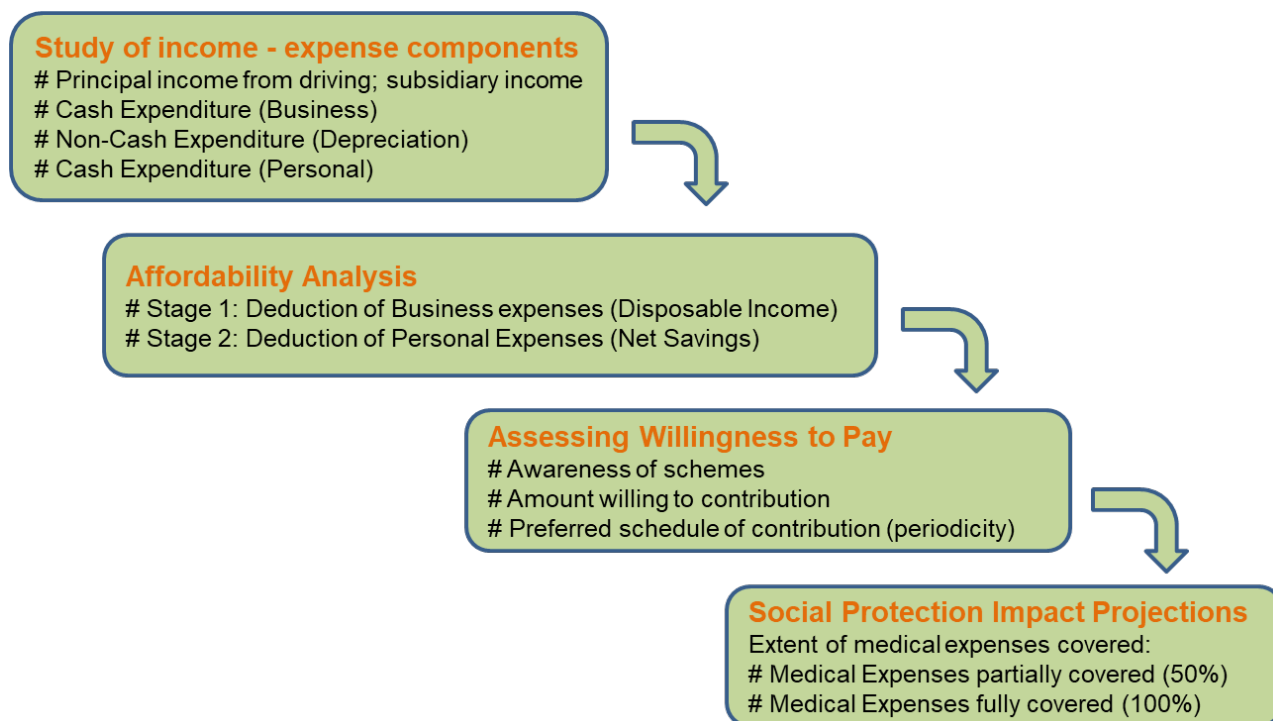 Study of income - expense components
# Principal income from driving; subsidiary income
# Cash Expenditure (Business)
# Non-Cash Expenditure (Depreciation)
# Cash Expenditure (Personal)
Affordability Analysis
# Stage 1: Deduction of Business expenses (Disposable Income)
# Stage 2: Deduction of Personal Expenses (Net Savings)
Assessing Willingness to Pay
# Awareness of schemes
# Amount willing to contribution
# Preferred schedule of contribution (periodicity)
Social Protection Impact Projections
Extent of medical expenses covered:
# Medical Expenses partially covered (50%)
# Medical Expenses fully covered (100%)